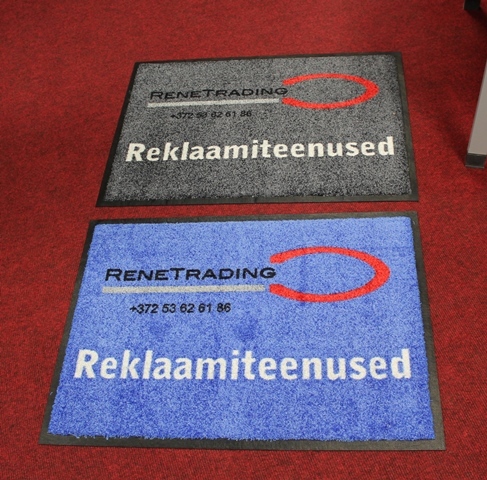 RENETRADING
+372 53 62 61 86
Reklaamiteenused
RENETRADING
+372 53 62 61 86
Reklaamiteenused